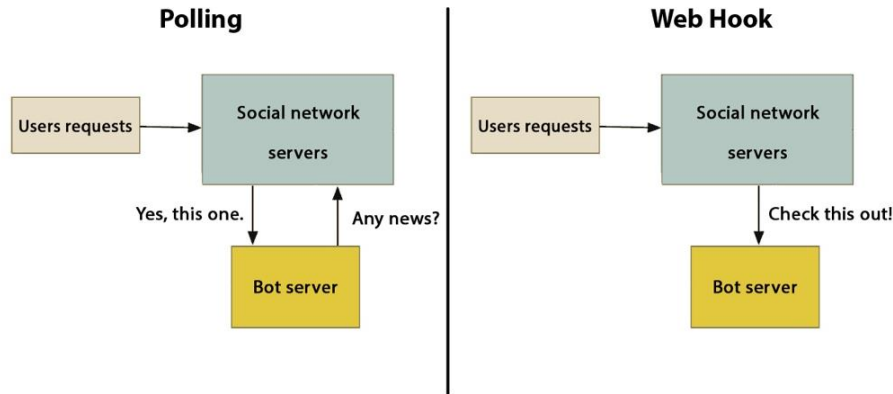 Polling
Users requests
Social network
servers
Yes, this one.
Any news?
Bot server
Web Hook
Users requests
Social network
servers
Check this out!
Bot server